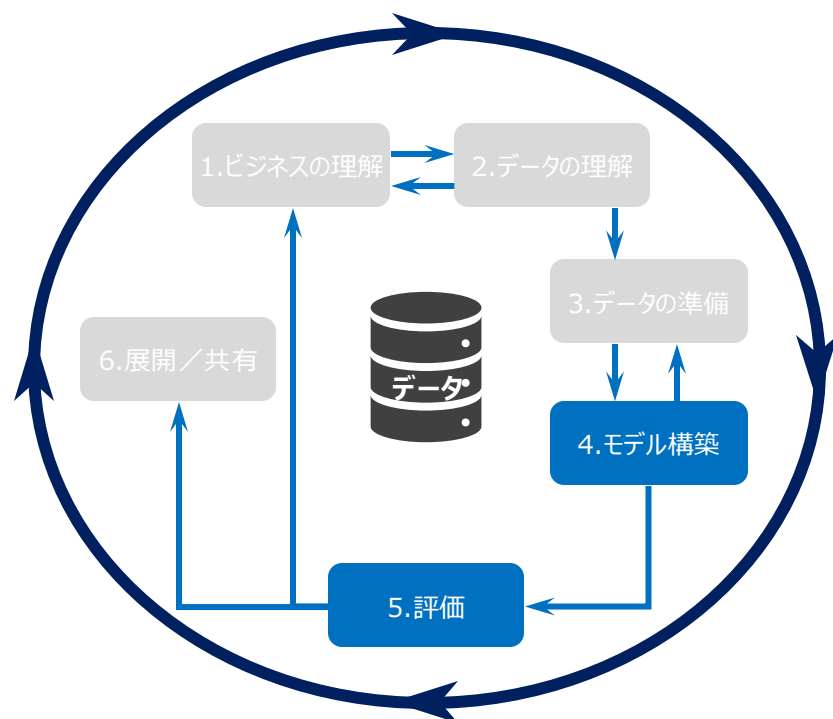 1.ビジネスの理解
2.データの理解
3.データの準備
6.展開／共有
データ
4.モデル構築
5.評価